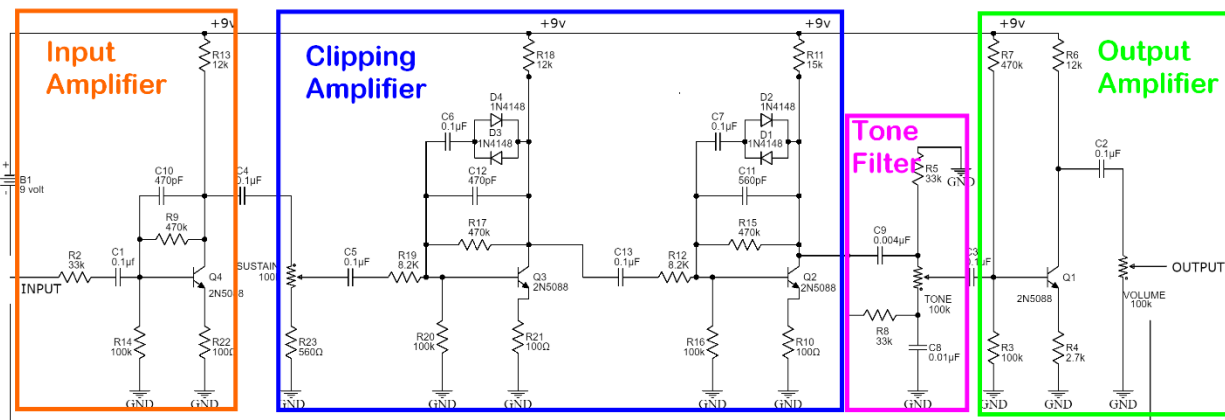 Input
Amplifier
+9v
R13
12k
C10
470pF
R9
470k
B1
9 volt
R2
33k
C1
0.1µf
INPUT
Q4
2N5088
R14
100k
R22
100Ω
GND
GND
Clipping
Amplifier
+9v
+9v
C4
0.1µF
SUSTAIN
R23
560Ω
GND
C5
0.1µF
R19
8.2K
C6
0.1µF
D4
1N4148
D3
1N4148
C12
470pF
R17
470k
R18
12k
Q3
2N5088
R20
100k
R21
100Ω
GND
GND
C13
0.1µF
R12
8.2K
C7
0.1µF
D2
1N4148
D1
1N4148
C11
560pF
R15
470k
R11
15k
Q2
2N5088
R16
100k
R10
100Ω
GND
GND
Tone
Filter
R5
33k
GND
C9
0.004µF
TONE
100k
R8
33k
C8
0.01µF
GND
C3
0.1µF
Output
Amplifier
+9v
R7
470k
R6
12k
C2
0.1µF
Q1
2N5088
R3
100k
R4
2.7k
OUTPUT
VOLUME
100k
GND
GND
GND